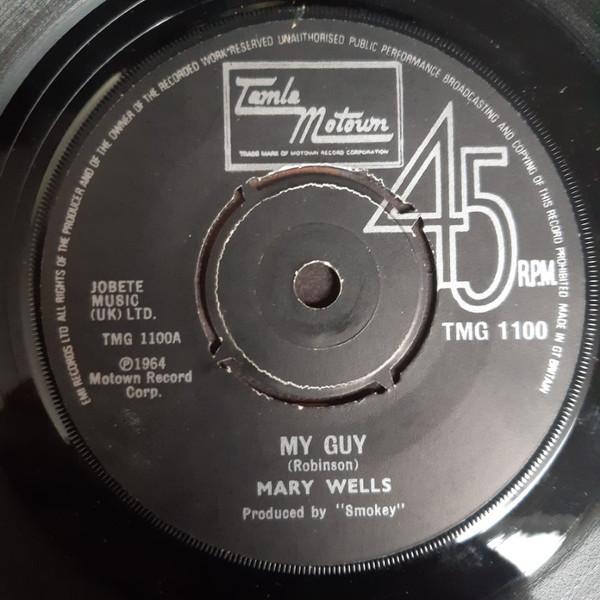 EMI RECORDS LTD ALL RIGHTS OF THE PRODUCER AND OF THE OWNER OF THE RECORDED WORK RESERVED UNAUTHORISED PUBLIC PERFORMANCE BROADCASTING AND COPYING OF THIS RECORD PROHIBITED MADE IN GT BRITAIN
Tamla
Motown
TRADE MARK OF MOTOWN RECORD CORPORATION
45
R.P.M.
JOBETE
MUSIC
(UK) LTD.
TMG 1100A
TMG 1100
℗1964
Motown Record
Corp.
MY GUY
(Robinson)
MARY WELLS
Produced by "Smokey"